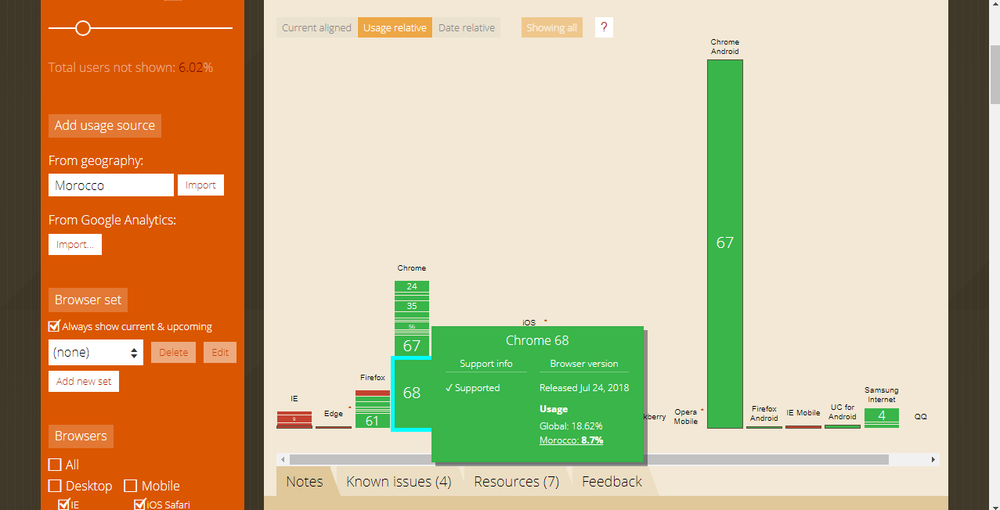 Current aligned
Usage relative
Date relative
Showing all
?
Total users not shown: 6.02%
Add usage source
From geography:
Morocco
Import
From Google Analytics:
Import...
Browser set
Always show current & upcoming
(none)
Delete
Edit
Add new set
Browsers
All
Desktop
Mobile
IE
iOS Safari
IE
9
Edge *
Firefox
61
Chrome
24
35
56
67
68
iOS *
Chrome 68
Support info
✓ Supported
Browser version
Released Jul 24, 2018
Usage
Global: 18.62%
Morocco: 8.7%
kberry
Opera *
Mobile
Chrome
Android
67
Firefox
Android
IE Mobile
UC for
Android
Samsung
Internet
4
QQ
Notes
Known issues (4)
Resources (7)
Feedback